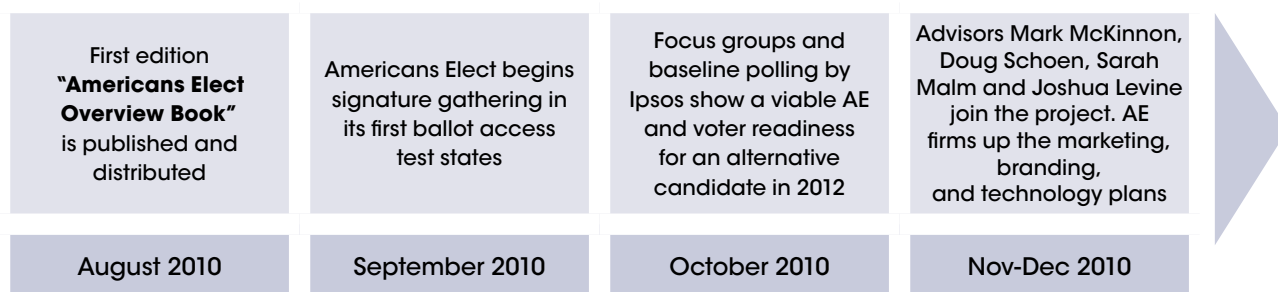 First edition
“Americans Elect
Overview Book”
is published and
distributed
Americans Elect begins
signature gathering in
its first ballot access
test states
Focus groups and
baseline polling by
Ipsos show a viable AE
and voter readiness
for an alternative
candidate in 2012
Advisors Mark McKinnon,
Doug Schoen, Sarah
Malm and Joshua Levine
join the project. AE
firms up the marketing,
branding,
and technology plans
August 2010
September 2010
October 2010
Nov-Dec 2010